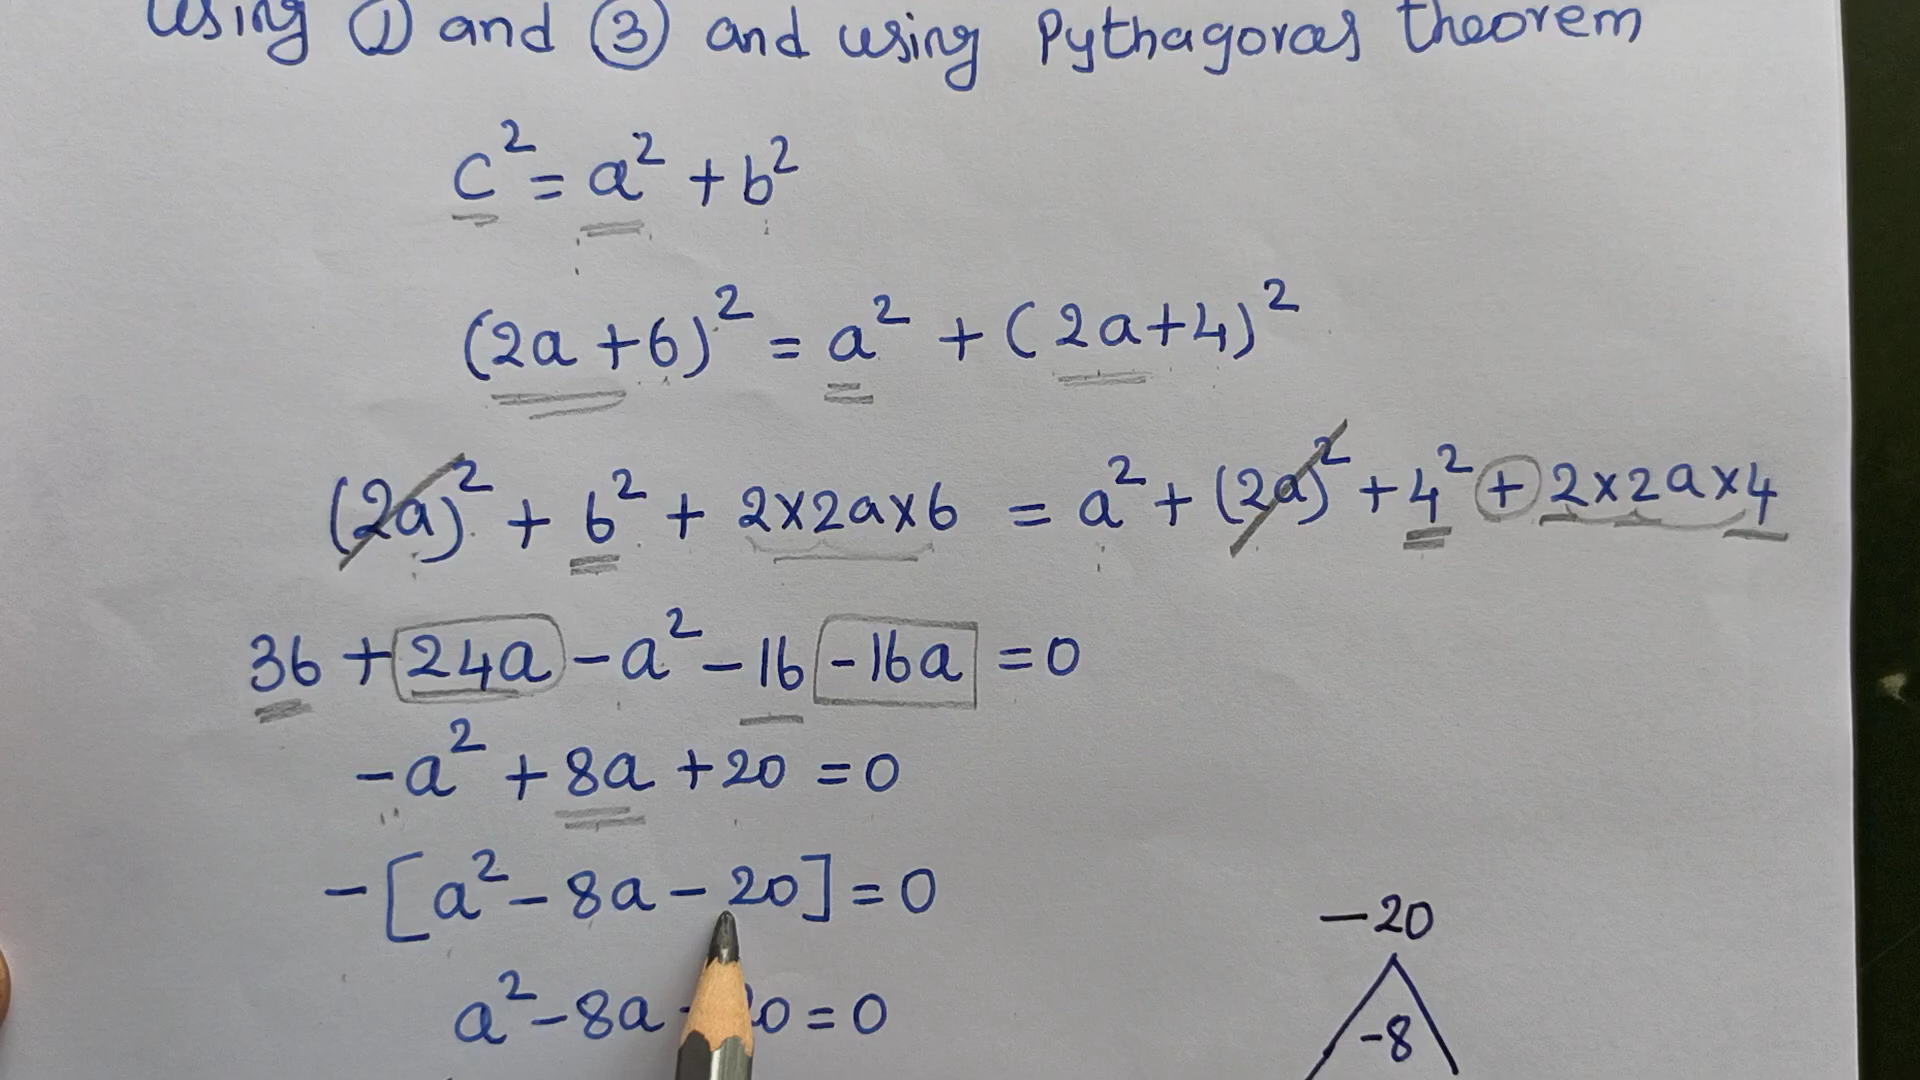 Using ① and ③ and using Pythagoras theorem
c² = a² + b²
(2a + 6)² = a² + (2a + 4)²
(2a)² + 6² + 2×2a×6 = a² + (2a)² + 4² + 2×2a×4
36 + 24a - a² - 16 - 16a = 0
-a² + 8a + 20 = 0
-[a² - 8a - 20] = 0
a² - 8a - 20 = 0
-20
-8